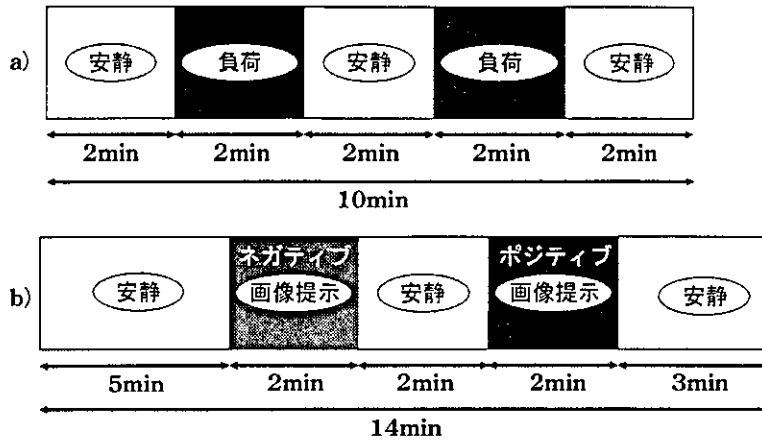 a)
安静 負荷 安静 負荷 安静
2min 2min 2min 2min 2min
10min
b)
ネガティブ ポジティブ
安静 画像提示 安静 画像提示 安静
5min 2min 2min 2min 3min
14min